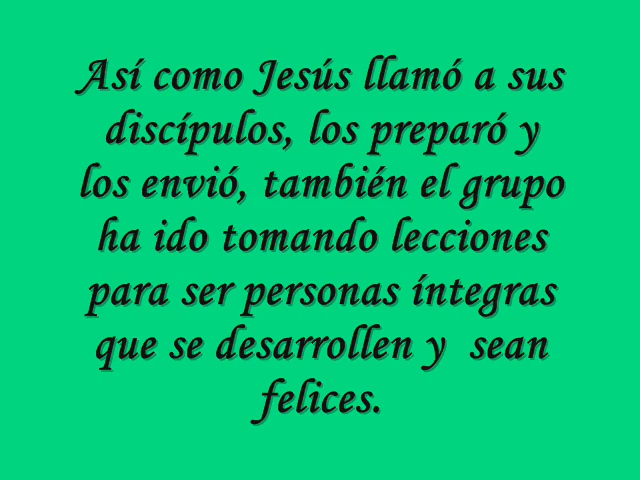 Así como Jesús llamó a sus
discípulos, los preparó y
los envió, también el grupo
ha ido tomando lecciones
para ser personas íntegras
que se desarrollen y  sean
felices.